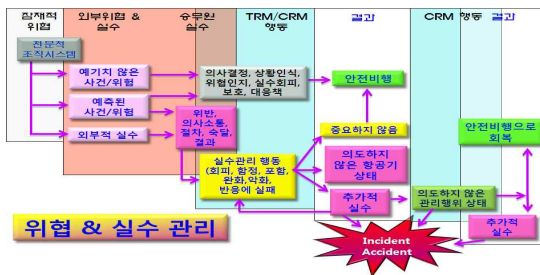 잠재적
위협
외부위협 &
실수
승무원
실수
TRM/CRM
행동
결과
CRM 행동 결과
전문적
조직시스템
예기치 않은
사건/위험
예측된
사건/위험
외부적 실수
의사결정, 상황인식,
위험인지, 실수회피,
보호, 대응책
안전비행
위반,
의사소통,
절차, 숙달,
결과
실수관리 행동
(회피, 함정, 포함,
완화,악화,
반응에 실패
중요하지 않음
의도하지
않은 항공기
상태
추가적
실수
의도하지 않은
관리행위 상태
안전비행으로
회복
추가적
실수
Incident
Accident
위협 & 실수 관리